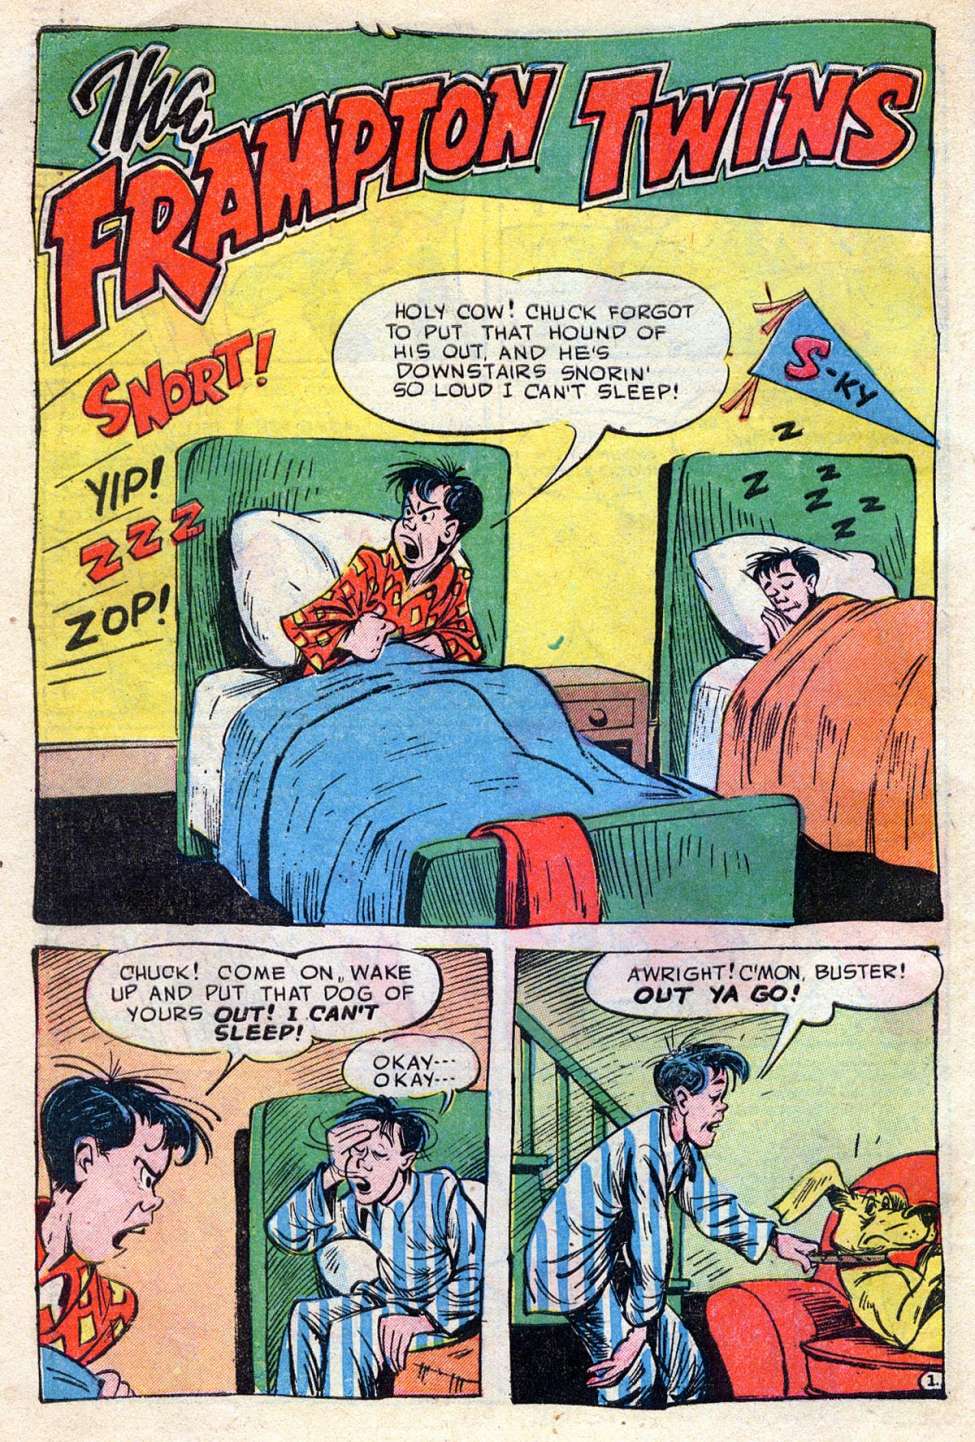 The
FRAMPTON TWINS
HOLY COW! CHUCK FORGOT
TO PUT THAT HOUND OF
HIS OUT, AND HE'S
DOWNSTAIRS SNORIN'
SO LOUD I CAN'T SLEEP!
S-KY
SNORT!
YIP!
ZZZ
ZOP!
Z
Z
Z
Z
Z
Z
CHUCK! COME ON, WAKE
UP AND PUT THAT DOG OF
YOURS OUT! I CAN'T
SLEEP!
OKAY---
OKAY---
AWRIGHT! C'MON, BUSTER!
OUT YA GO!
1.